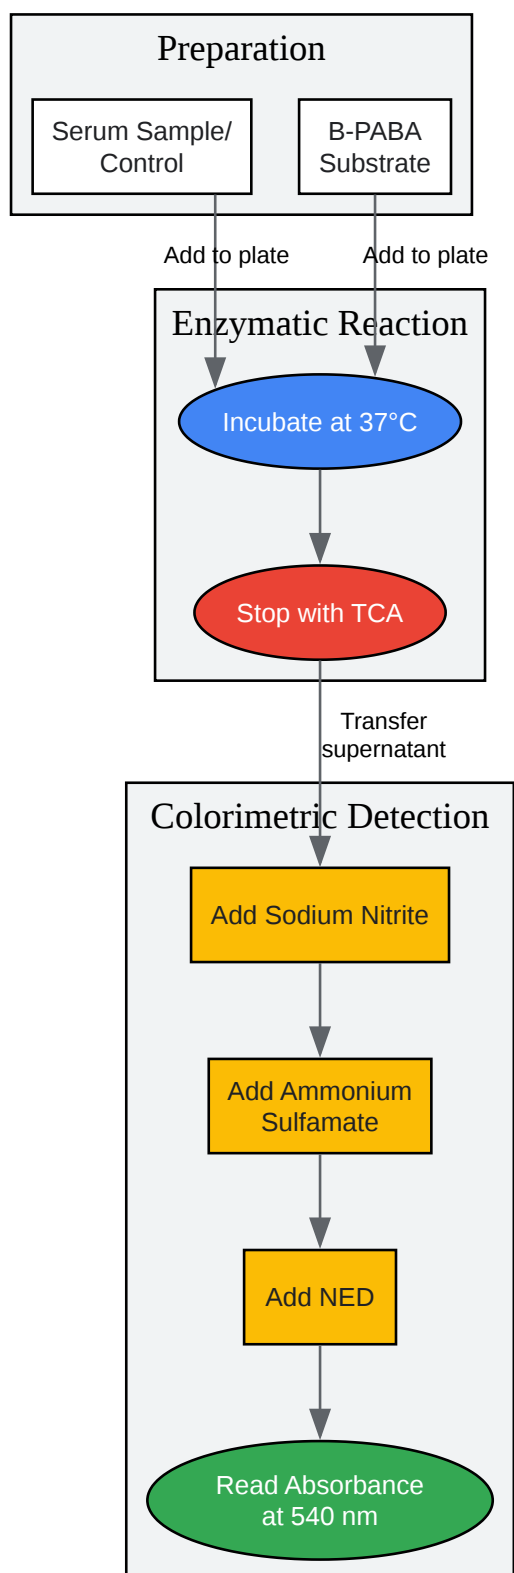 Preparation
Serum Sample/
Control
B-PABA
Substrate
Add to plate
Add to plate
Enzymatic Reaction
Incubate at 37°C
Stop with TCA
Transfer
supernatant
Colorimetric Detection
Add Sodium Nitrite
Add Ammonium
Sulfamate
Add NED
Read Absorbance
at 540 nm